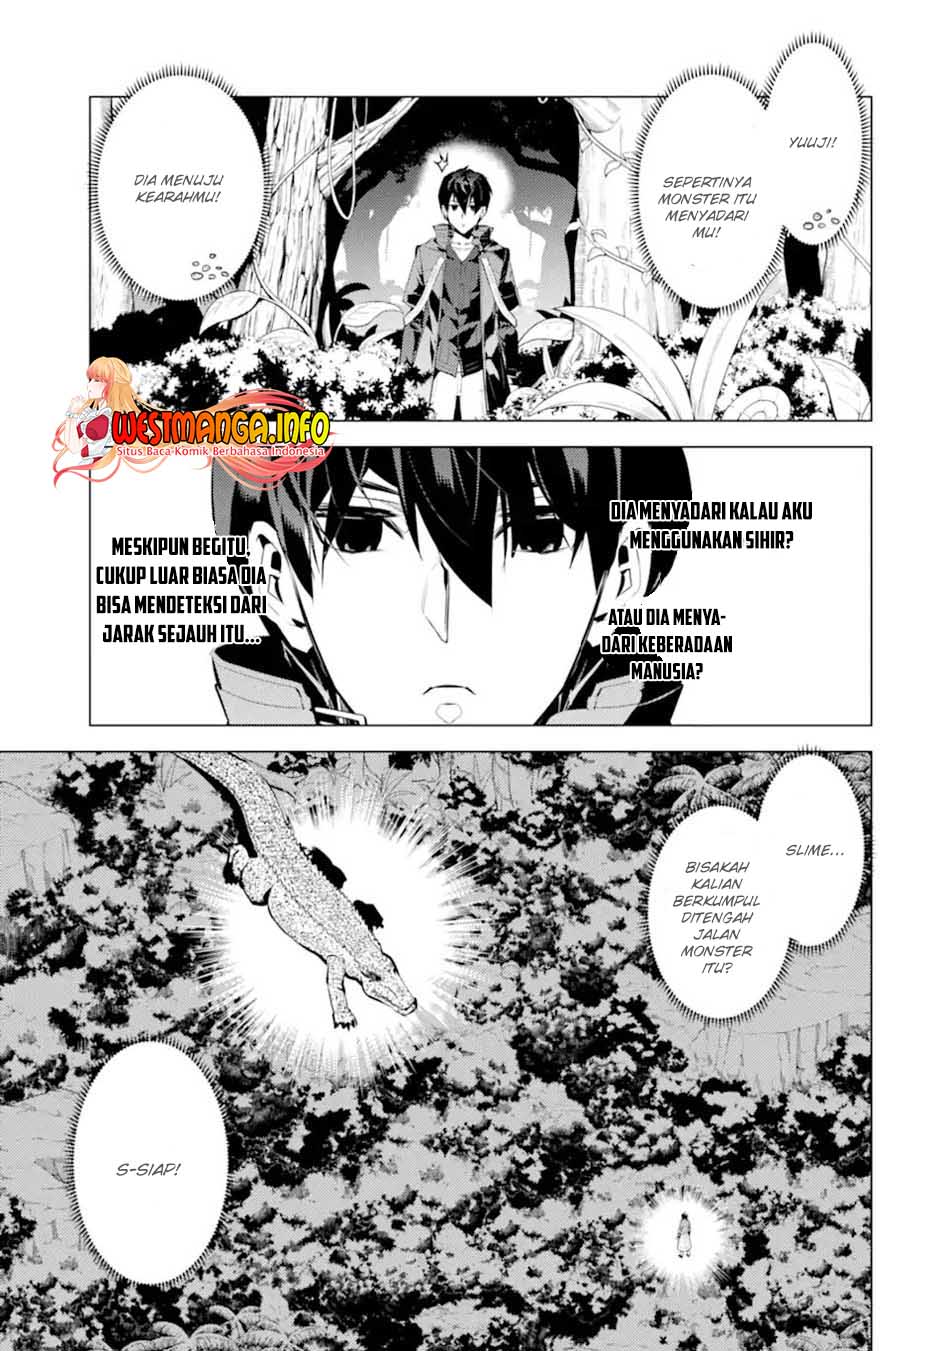 YUUJI!
SEPERTINYA
MONSTER ITU
MENYADARI
MU!
DIA MENUJU
KEARAHMU!
WESTMANGA.INFO
Situs Baca Komik Berbahasa Indonesia
DIA MENYADARI KALAU AKU
MENGGUNAKAN SIHIR?
ATAU DIA MENYA-
DARI KEBERADAAN
MANUSIA?
MESKIPUN BEGITU,
CUKUP LUAR BIASA DIA
BISA MENDETEKSI DARI
JARAK SEJAUH ITU...
SLIME...
BISAKAH
KALIAN
BERKUMPUL
DITENGAH
JALAN
MONSTER
ITU?
S-SIAP!